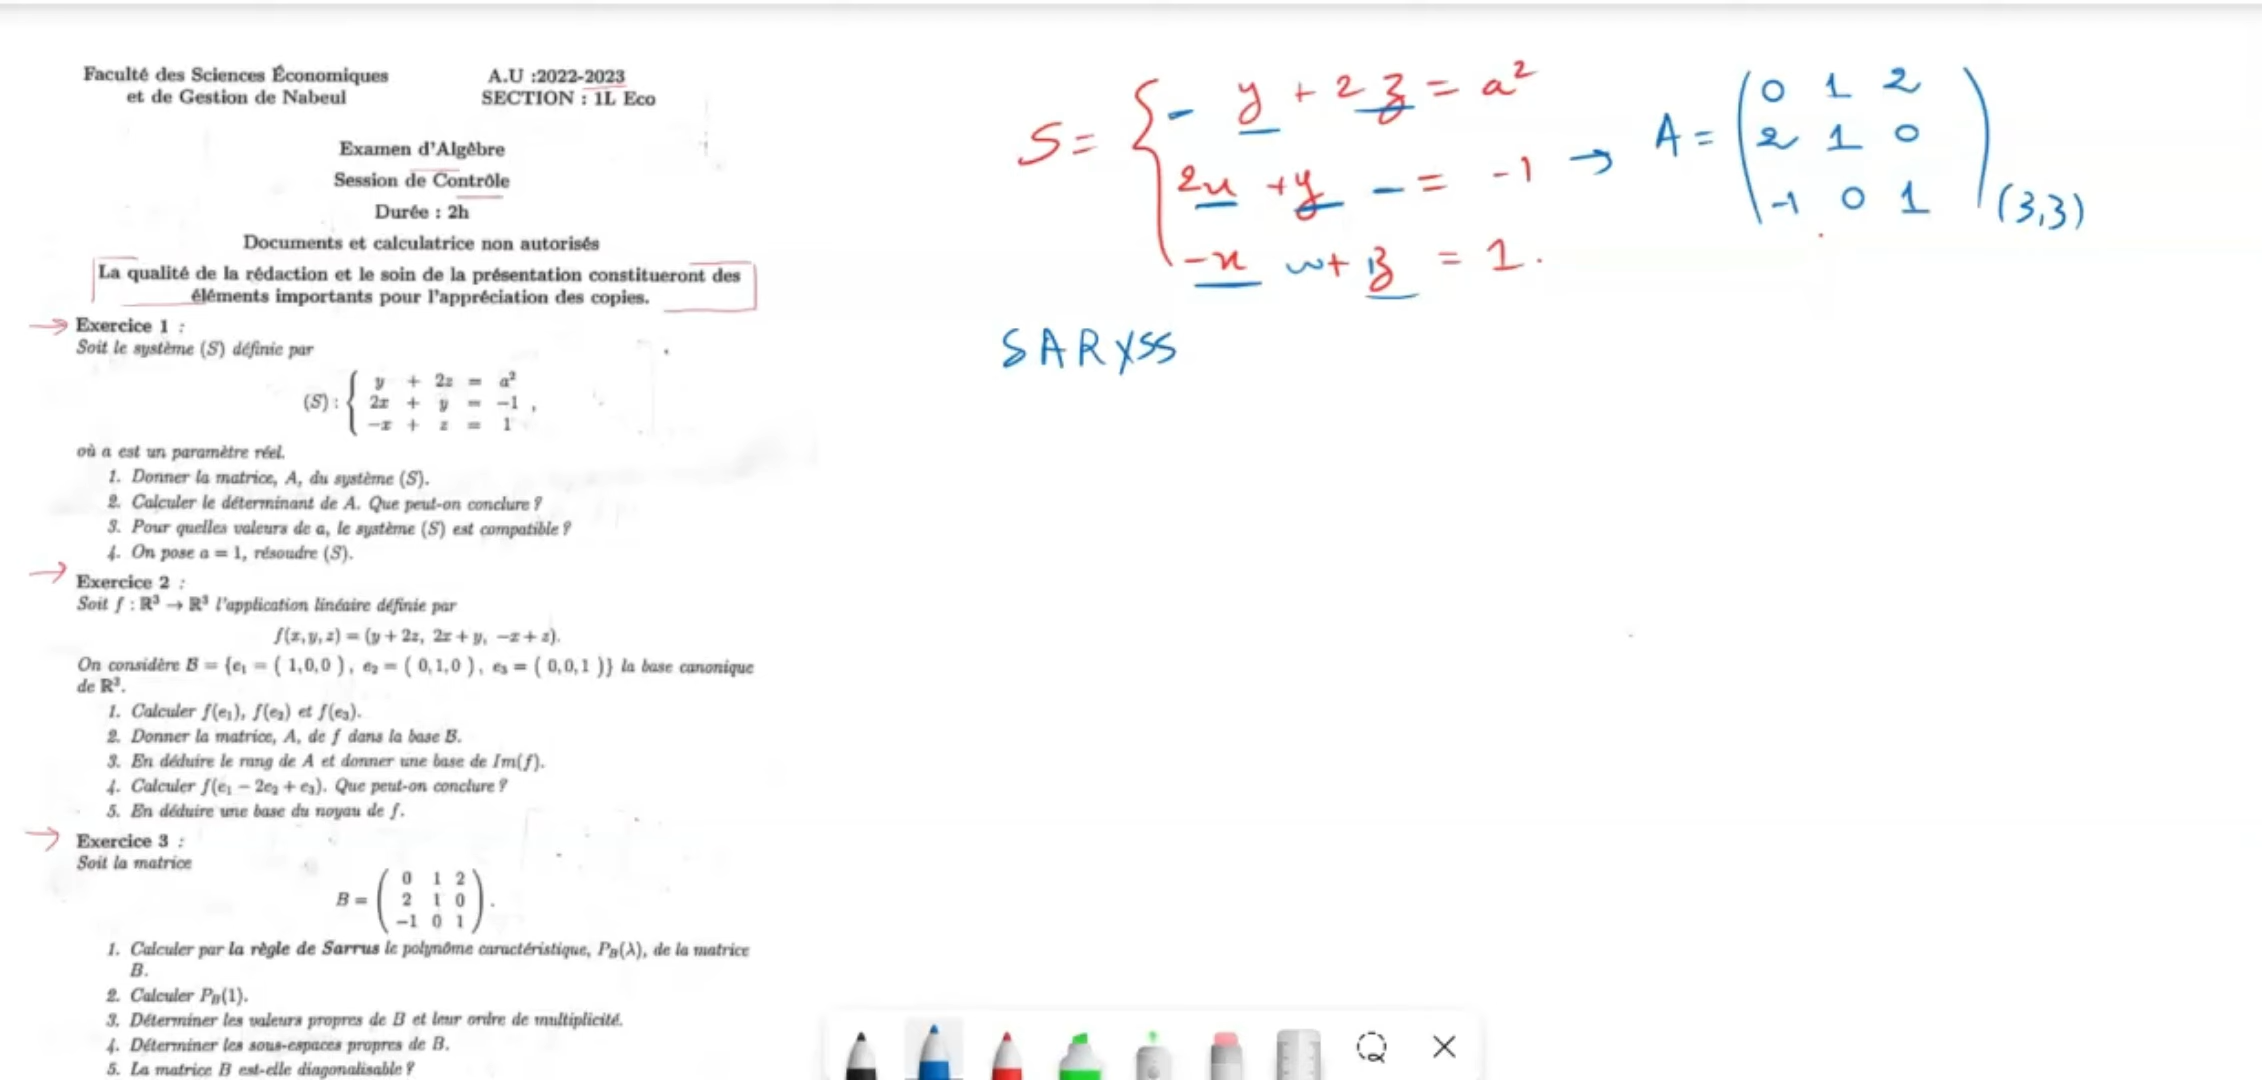 Faculté des Sciences Économiques
et de Gestion de Nabeul
A.U :2022-2023
SECTION : 1L Eco
Examen d'Algèbre
Session de Contrôle
Durée : 2h
Documents et calculatrice non autorisés
La qualité de la rédaction et le soin de la présentation constitueront des
éléments importants pour l'appréciation des copies.
Exercice 1 :
Soit le système (S) définie par
(S) : { y + 2z = a²
2x + y = -1 ,
-x + z = 1
où a est un paramètre réel.
1. Donner la matrice, A, du système (S).
2. Calculer le déterminant de A. Que peut-on conclure ?
3. Pour quelles valeurs de a, le système (S) est compatible ?
4. On pose a = 1, résoudre (S).
Exercice 2 :
Soit f : ℝ³ → ℝ³ l'application linéaire définie par
f(x, y, z) = (y + 2z, 2x + y, -x + z).
On considère B = {e₁ = ( 1,0,0 ), e₂ = ( 0,1,0 ), e₃ = ( 0,0,1 )} la base canonique
de ℝ³.
1. Calculer f(e₁), f(e₂) et f(e₃).
2. Donner la matrice, A, de f dans la base B.
3. En déduire le rang de A et donner une base de Im(f).
4. Calculer f(e₁ - 2e₂ + e₃). Que peut-on conclure ?
5. En déduire une base du noyau de f.
Exercice 3 :
Soit la matrice
B = ( 0 1 2
2 1 0
-1 0 1 ) .
1. Calculer par la règle de Sarrus le polynôme caractéristique, P_B(λ), de la matrice
B.
2. Calculer P_B(1).
3. Déterminer les valeurs propres de B et leur ordre de multiplicité.
4. Déterminer les sous-espaces propres de B.
5. La matrice B est-elle diagonalisable ?
S = { - y + 2z = a²
2x + y - = -1
-x + z = 1.
→ A = ( 0 1 2
2 1 0
-1 0 1 ) (3,3)
SARYSS